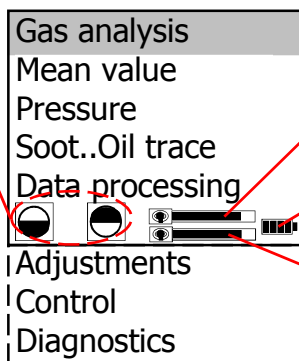 Gas analysis
Mean value
Pressure
Soot..Oil trace
Data processing
Adjustments
Control
Diagnostics